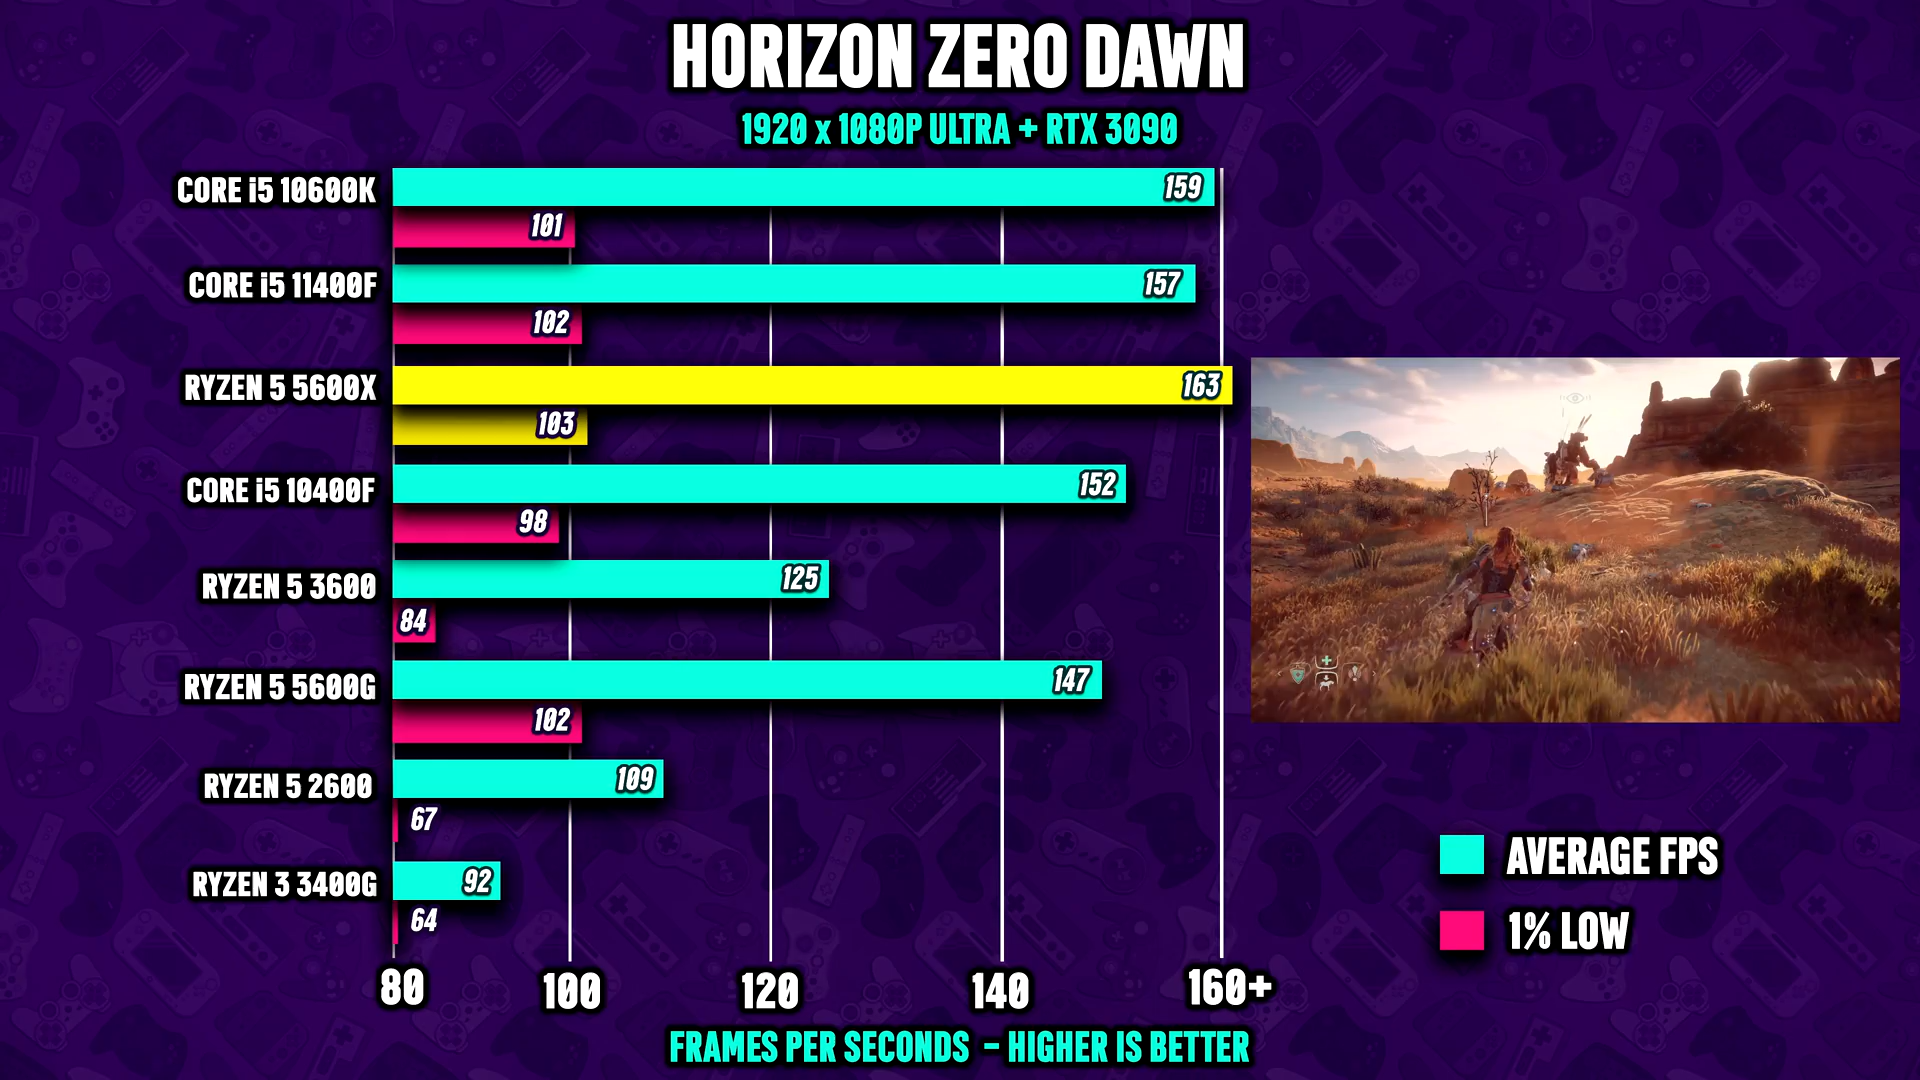 HORIZON ZERO DAWN
1920 x 1080P ULTRA + RTX 3090
CORE i5 10600K
159
101
CORE i5 11400F
157
102
RYZEN 5 5600X
163
103
CORE i5 10400F
152
98
RYZEN 5 3600
125
84
RYZEN 5 5600G
147
102
RYZEN 5 2600
109
67
RYZEN 3 3400G
92
64
80 100 120 140 160+
FRAMES PER SECONDS - HIGHER IS BETTER
AVERAGE FPS
1% LOW